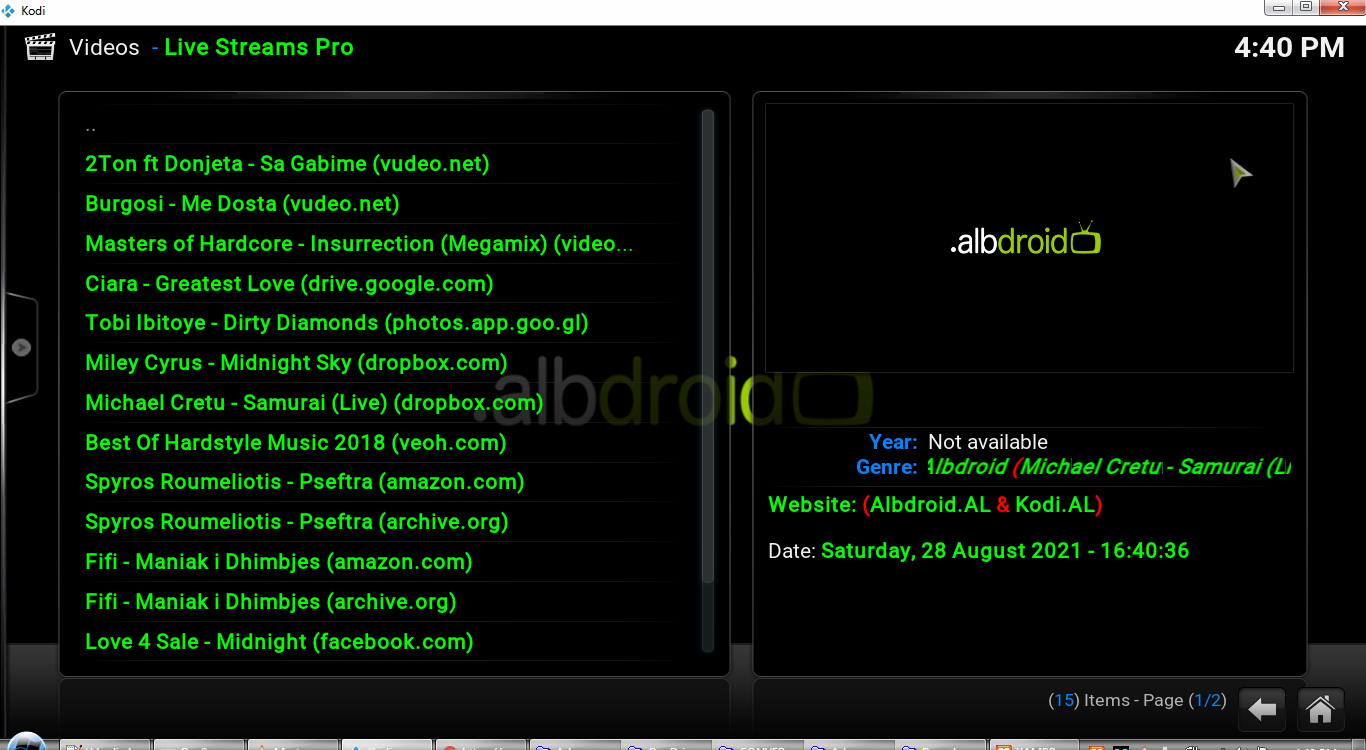 Kodi
Videos - Live Streams Pro
4:40 PM
..
2Ton ft Donjeta - Sa Gabime (vudeo.net)
Burgosi - Me Dosta (vudeo.net)
Masters of Hardcore - Insurrection (Megamix) (video...
Ciara - Greatest Love (drive.google.com)
Tobi Ibitoye - Dirty Diamonds (photos.app.goo.gl)
Miley Cyrus - Midnight Sky (dropbox.com)
Michael Cretu - Samurai (Live) (dropbox.com)
Best Of Hardstyle Music 2018 (veoh.com)
Spyros Roumeliotis - Pseftra (amazon.com)
Spyros Roumeliotis - Pseftra (archive.org)
Fifi - Maniak i Dhimbjes (amazon.com)
Fifi - Maniak i Dhimbjes (archive.org)
Love 4 Sale - Midnight (facebook.com)
.albdroid
.albdroid
Year: Not available
Genre: Albdroid (Michael Cretu - Samurai (Li
Website: (Albdroid.AL & Kodi.AL)
Date: Saturday, 28 August 2021 - 16:40:36
(15) Items - Page (1/2)